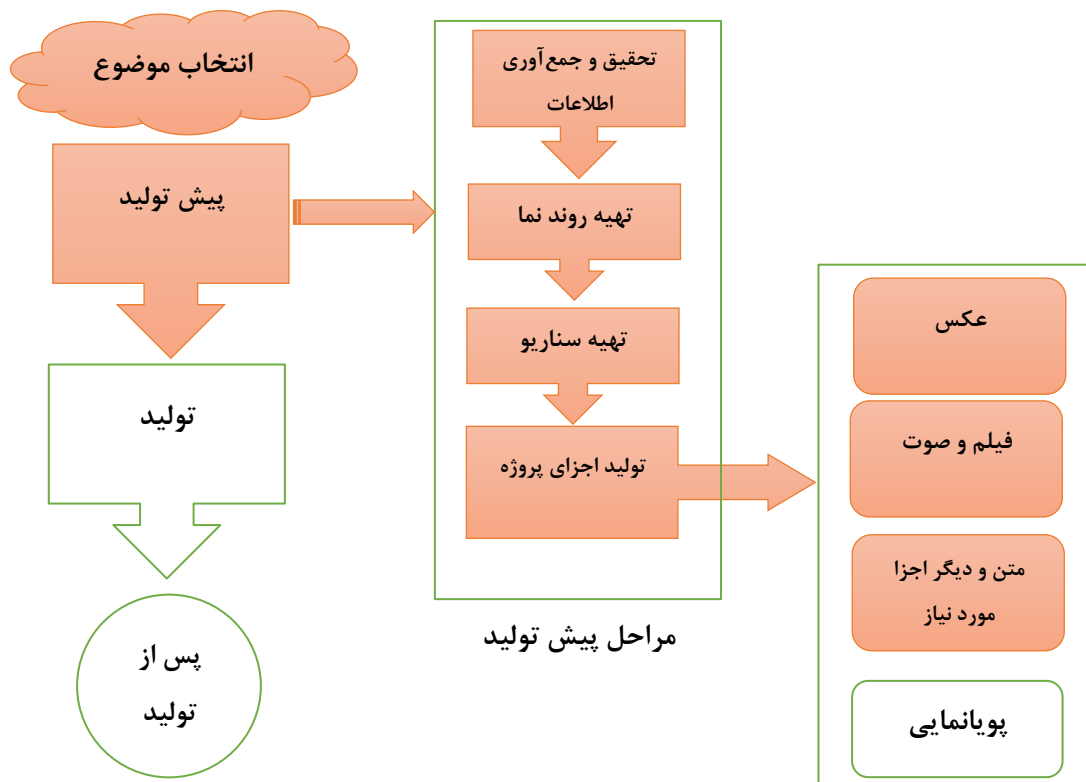 انتخاب موضوع
پیش تولید
تولید
پس از
تولید
تحقیق و جمع‌آوری
اطلاعات
تهیه روند نما
تهیه سناریو
تولید اجزای پروژه
مراحل پیش تولید
عکس
فیلم و صوت
متن و دیگر اجزا
مورد نیاز
پویانمایی